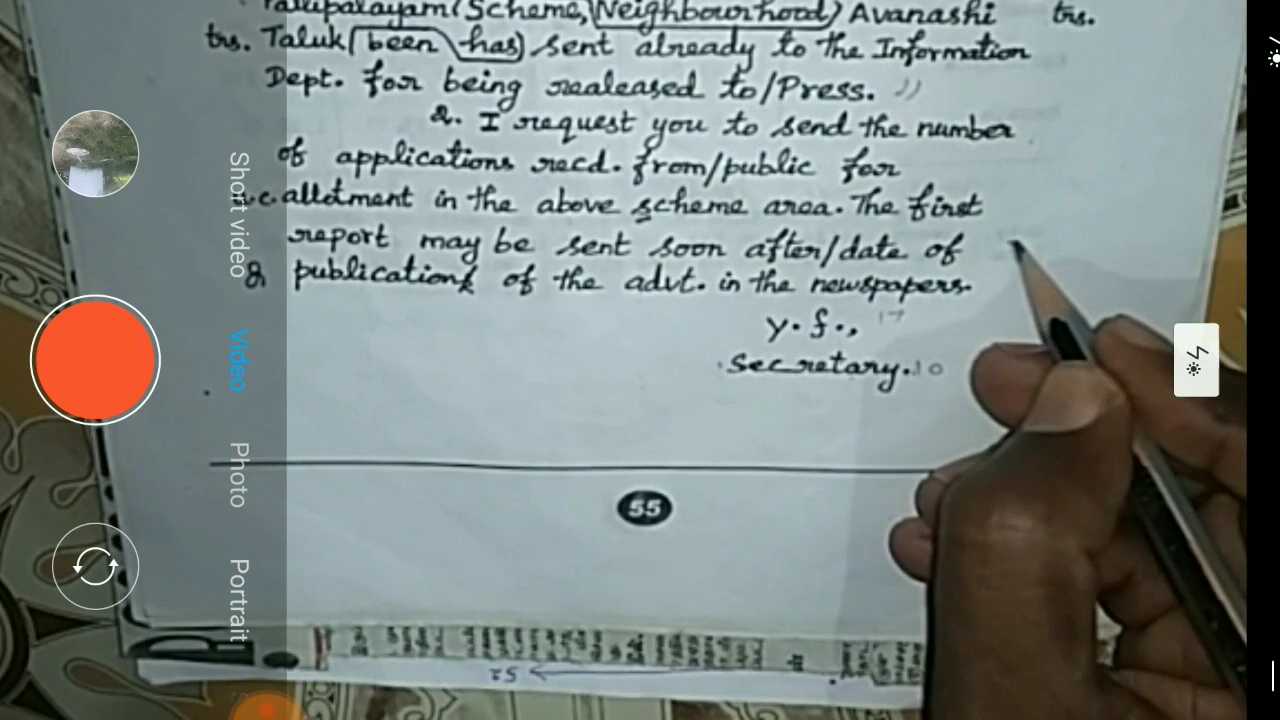 (Scheme, Neighbourhood) Avanashi trs.
trs. Taluk been has sent already to the Information
Dept. for being realeased to/Press.
2. I request you to send the number
of applications recd. from/public for
allotment in the above scheme area. The first
report may be sent soon after/date of
publication of the advt. in the newspapers.
y. f.,
Secretary.
55
Short video
Video
Photo
Portrait